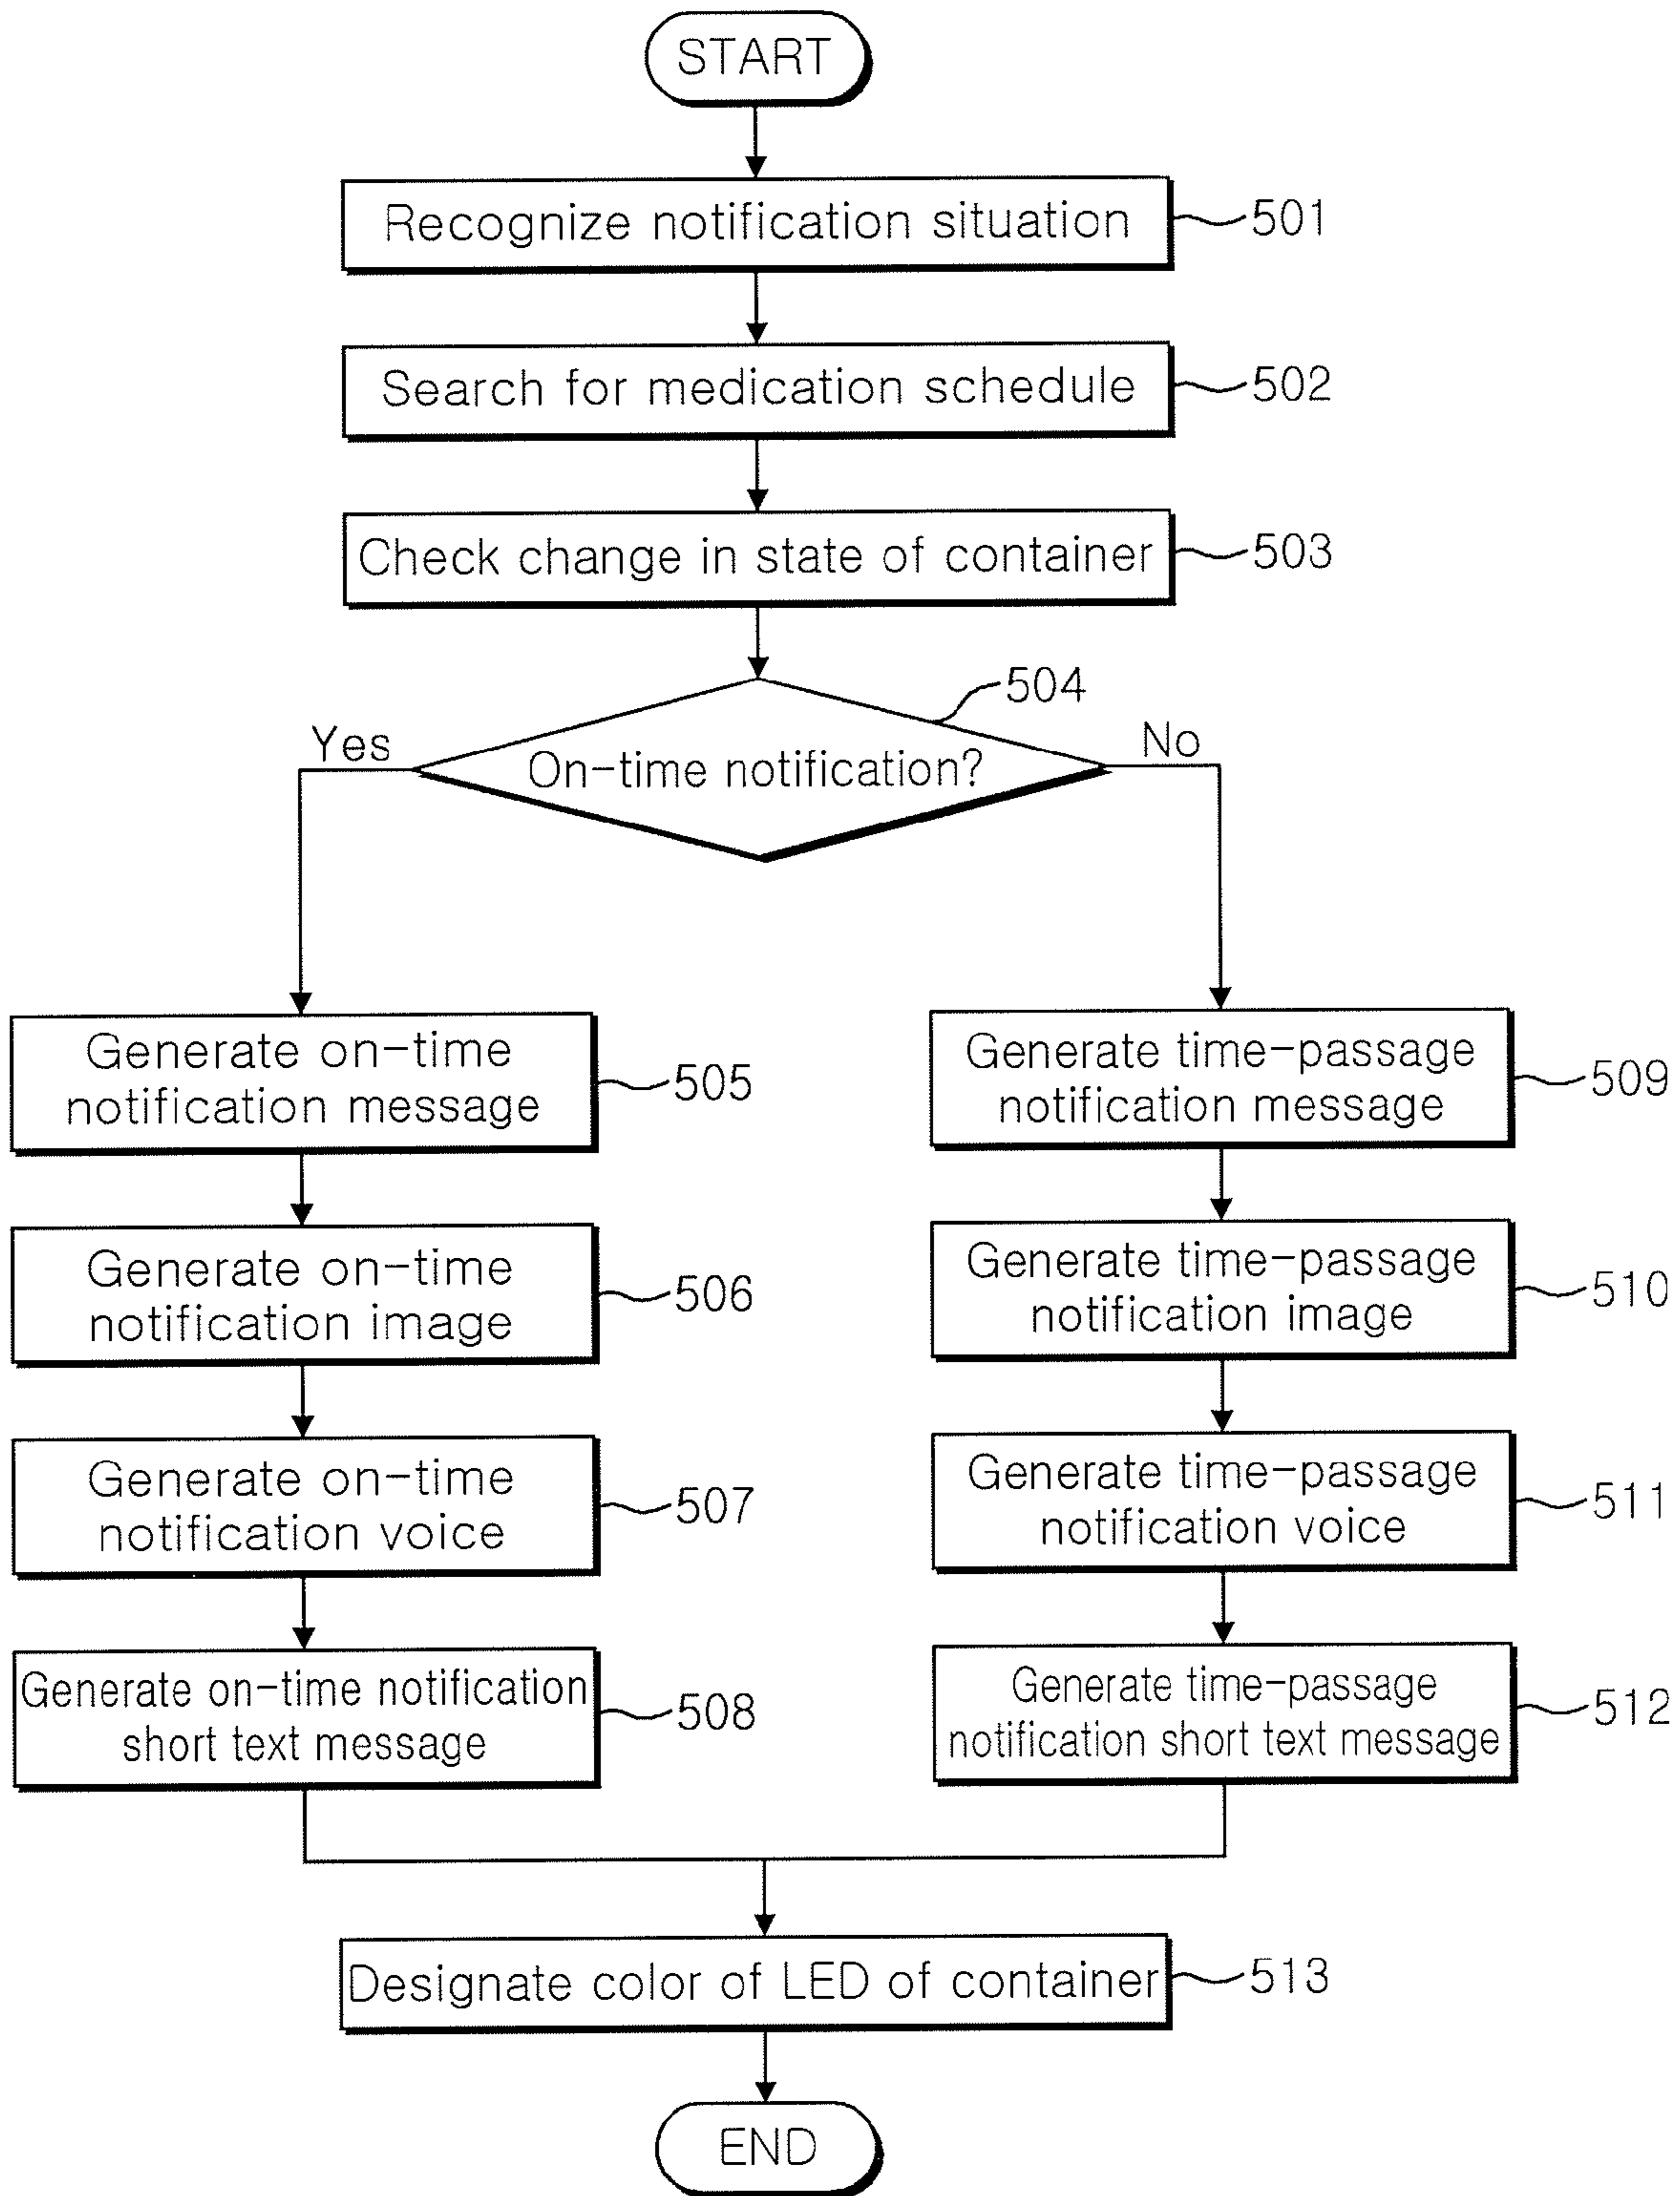 START
Recognize notification situation
501
Search for medication schedule
502
Check change in state of container
503
504
Yes
On-time notification?
No
Generate on-time
notification message
505
Generate on-time
notification image
506
Generate on-time
notification voice
507
Generate on-time notification
short text message
508
Generate time-passage
notification message
509
Generate time-passage
notification image
510
Generate time-passage
notification voice
511
Generate time-passage
notification short text message
512
Designate color of LED of container
513
END